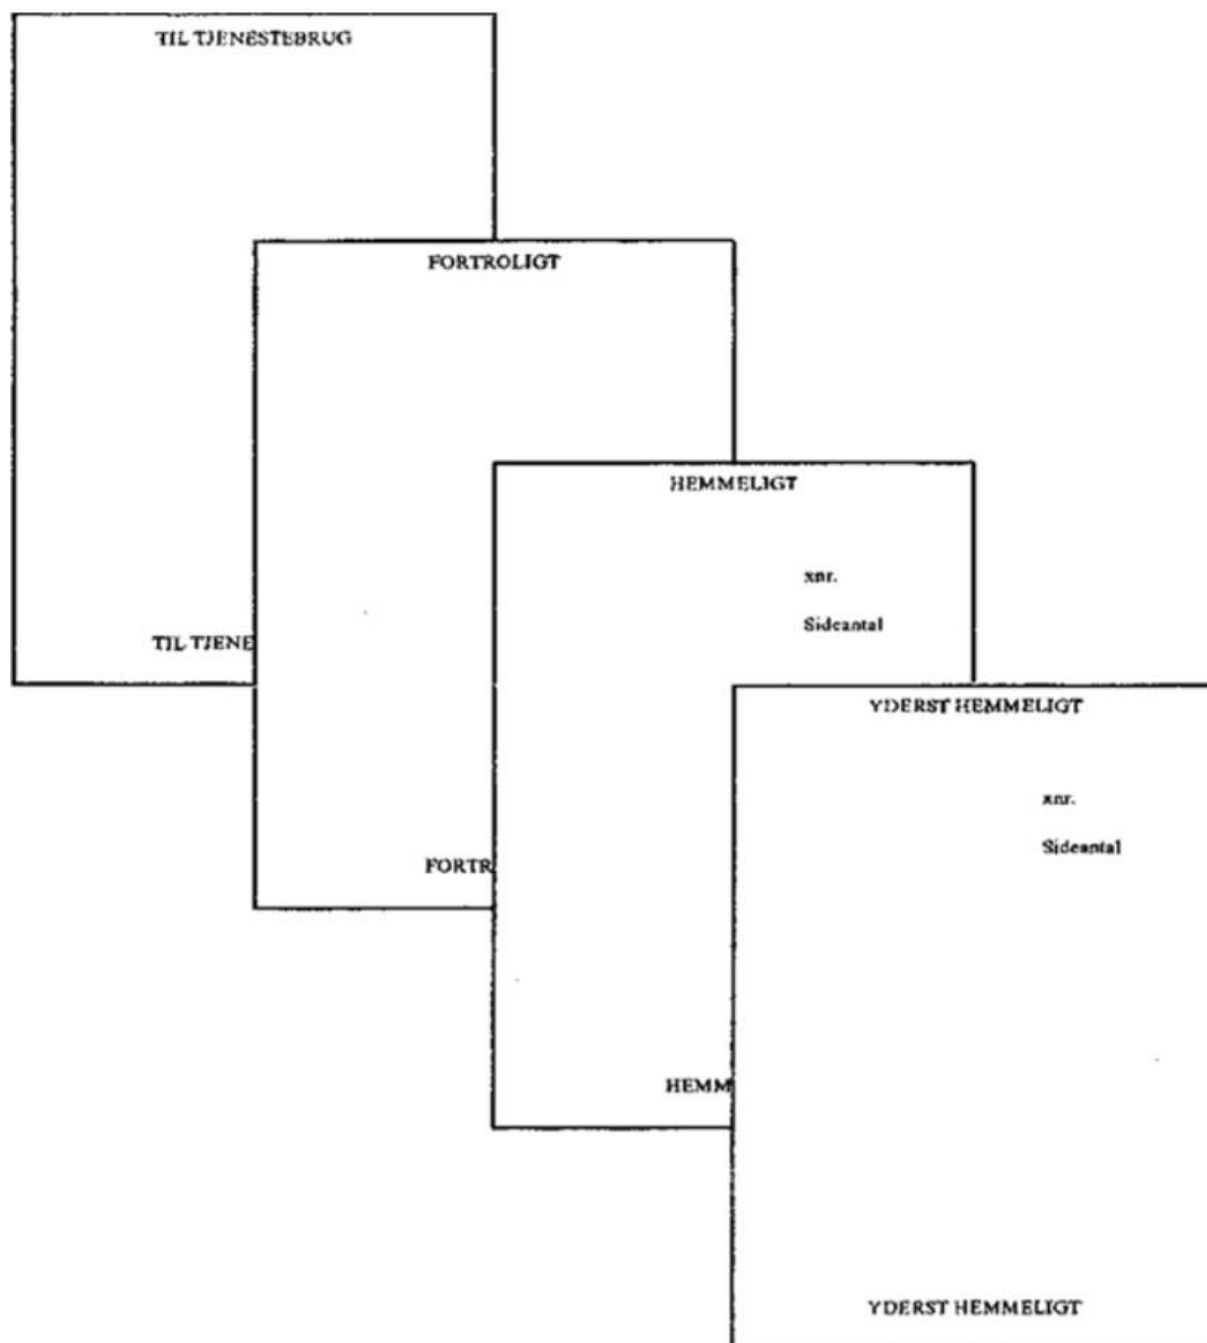 TIL TJENESTEBRUG
FORTROLIGT
HEMMELIGT
xnr.
Sideantal
TIL TJENE
YDERST HEMMELIGT
xnr.
Sideantal
FORTR
HEMM
YDERST HEMMELIGT